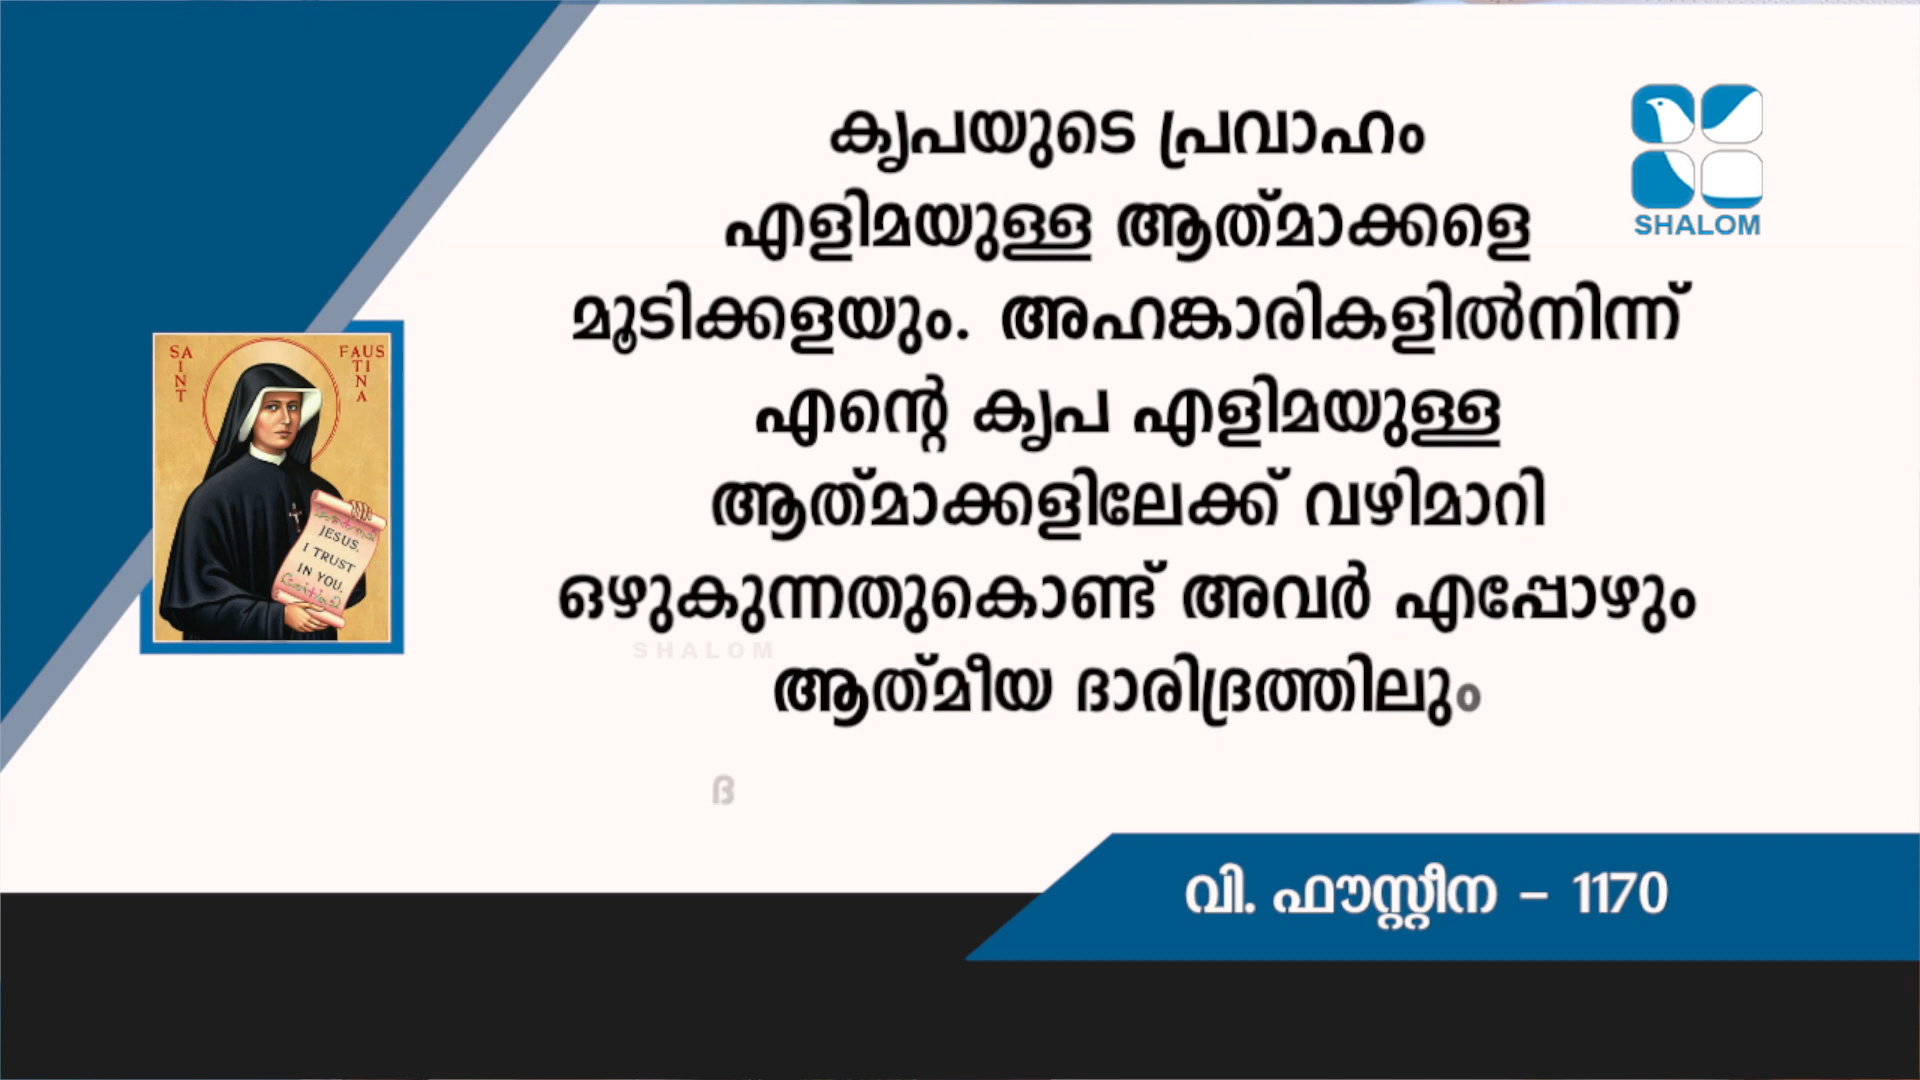 കൃപയുടെ പ്രവാഹം
എളിമയുള്ള ആത്‌മാക്കളെ
മൂടിക്കളയും. അഹങ്കാരികളിൽനിന്ന്
എന്റെ കൃപ എളിമയുള്ള
ആത്‌മാക്കളിലേക്ക് വഴിമാറി
ഒഴുകുന്നതുകൊണ്ട് അവർ എപ്പോഴും
ആത്‌മീയ ദാരിദ്രത്തിലും
ദ
SHALOM
SHALOM
SAINT
FAUSTINA
JESUS,
I TRUST
IN YOU.
വി. ഫൗസ്റ്റീന – 1170